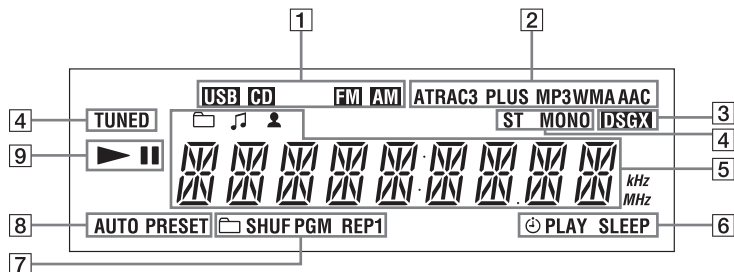 1 2
USB CD FM AM ATRAC3 PLUS MP3 WMA AAC
4 TUNED ST MONO DSGX 3
4
9 5
kHz
MHz
8 AUTO PRESET SHUF PGM REP1 PLAY SLEEP 6
7